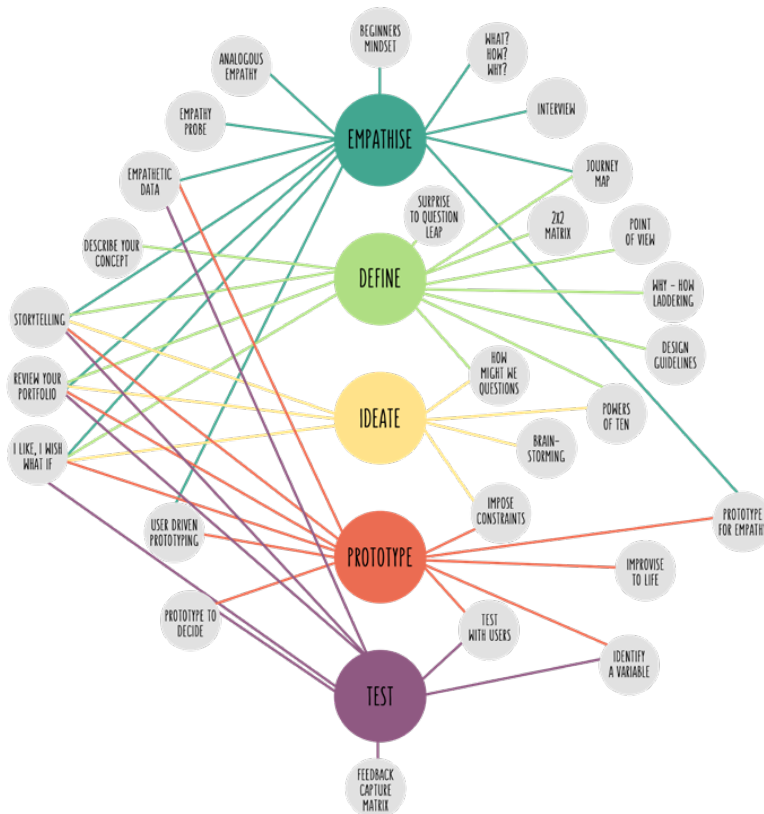 BEGINNERS
MINDSET
WHAT?
HOW?
WHY?
ANALOGOUS
EMPATHY
INTERVIEW
EMPATHY
PROBE
EMPATHISE
EMPATHETIC
DATA
JOURNEY
MAP
SURPRISE
TO QUESTION
LEAP
2X2
MATRIX
POINT
OF VIEW
DESCRIBE YOUR
CONCEPT
DEFINE
WHY - HOW
LADDERING
STORYTELLING
DESIGN
GUIDELINES
HOW
MIGHT WE
QUESTIONS
REVIEW YOUR
PORTFOLIO
IDEATE
POWERS
OF TEN
I LIKE, I WISH
WHAT IF
BRAIN-
STORMING
IMPOSE
CONSTRAINTS
USER DRIVEN
PROTOTYPING
PROTOTYPE
FOR EMPATH
PROTOTYPE
IMPROVISE
TO LIFE
PROTOTYPE TO
DECIDE
TEST
WITH USERS
IDENTIFY
A VARIABLE
TEST
FEEDBACK
CAPTURE
MATRIX